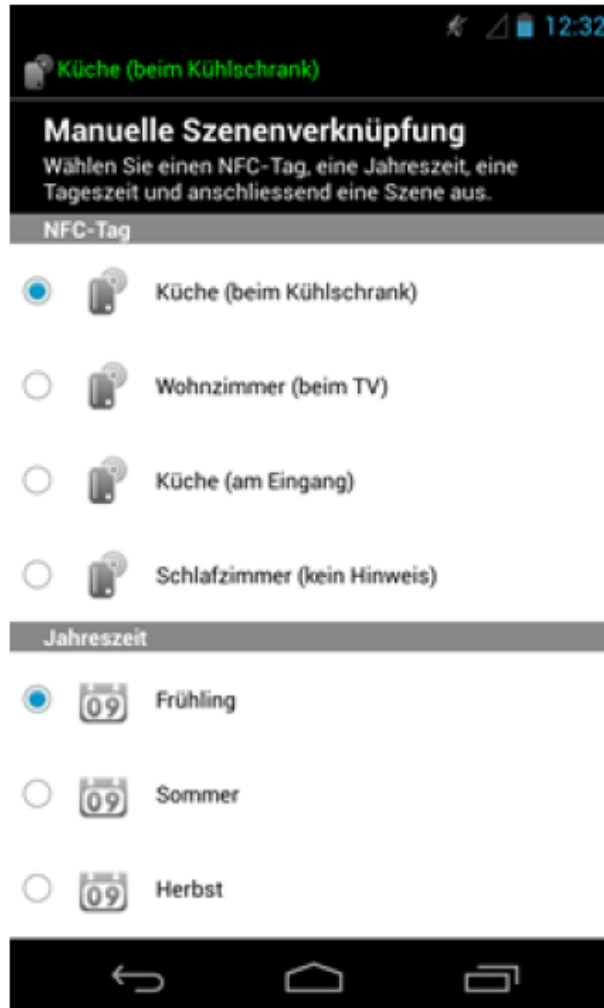 12:32
Küche (beim Kühlschrank)
Manuelle Szenenverknüpfung
Wählen Sie einen NFC-Tag, eine Jahreszeit, eine
Tageszeit und anschliessend eine Szene aus.
NFC-Tag
Küche (beim Kühlschrank)
Wohnzimmer (beim TV)
Küche (am Eingang)
Schlafzimmer (kein Hinweis)
Jahreszeit
09 Frühling
09 Sommer
09 Herbst